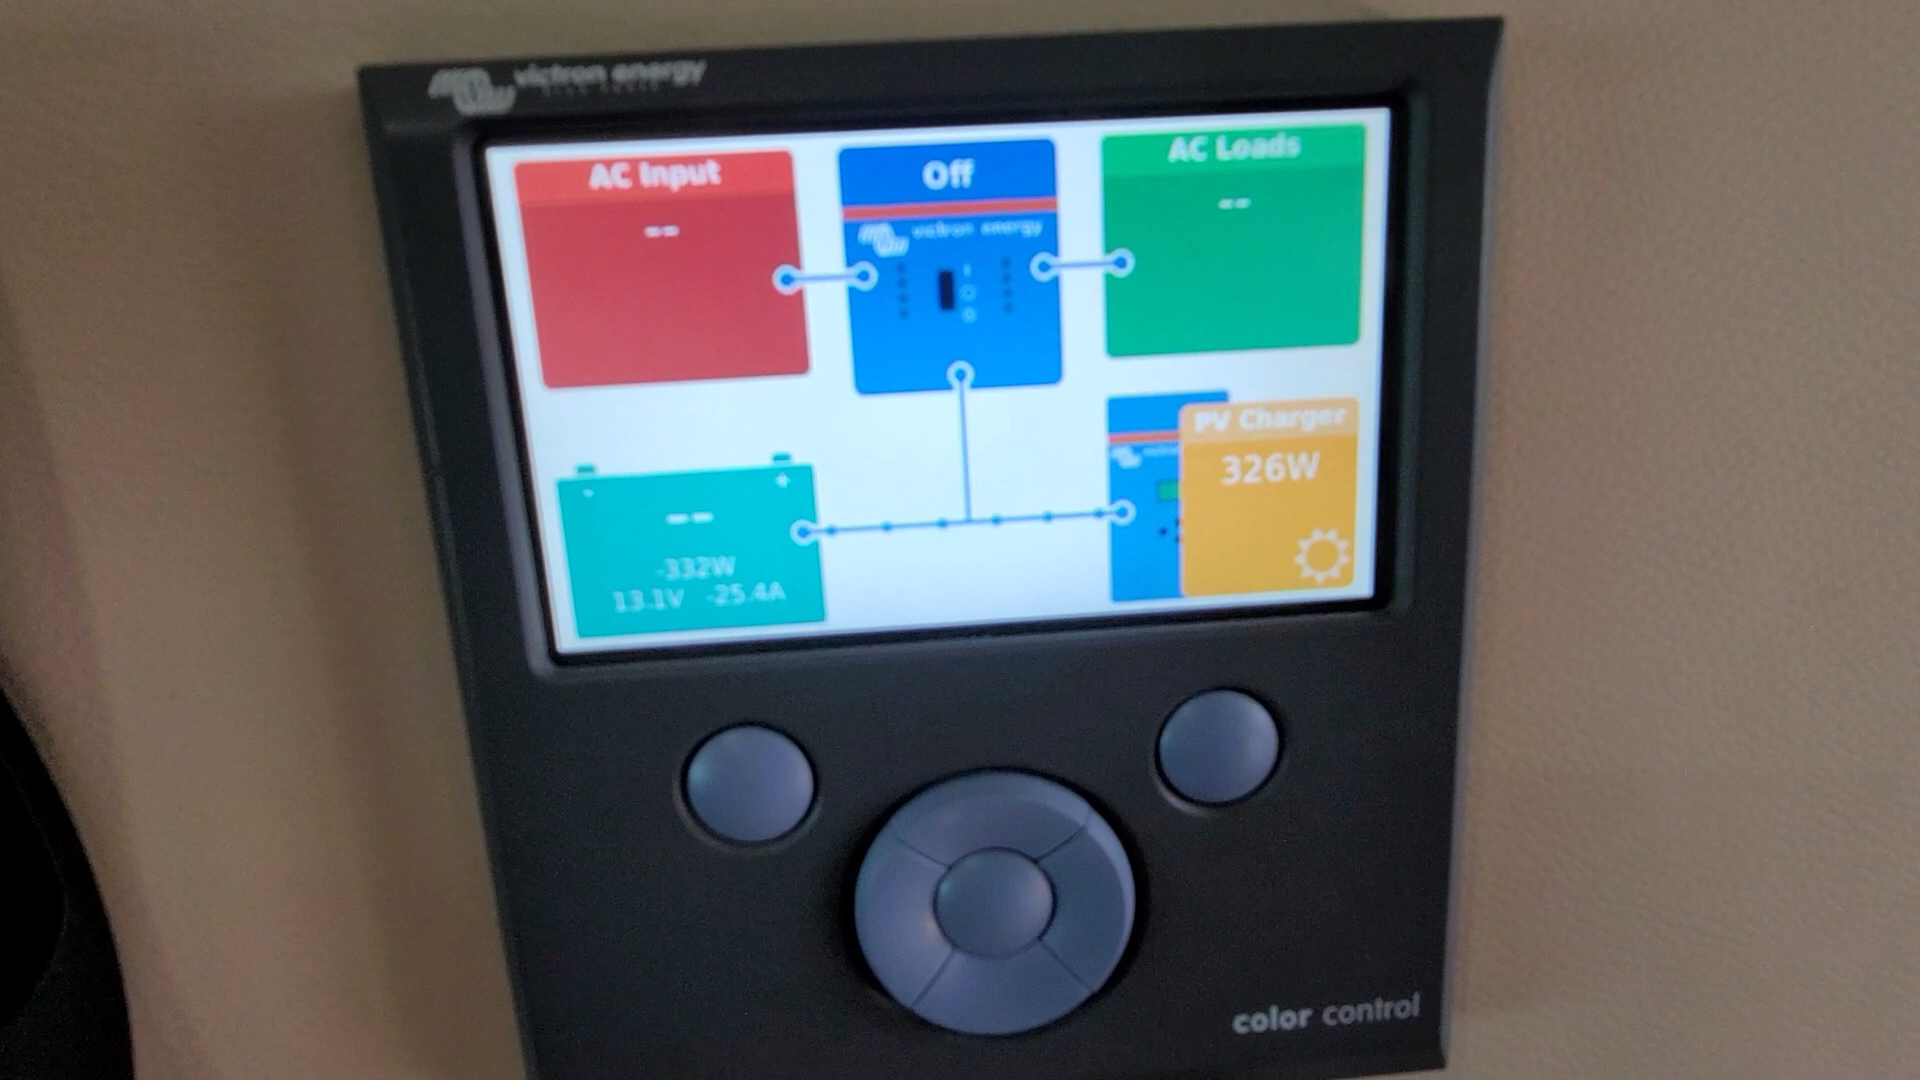 victron energy
AC Input
--
Off
victron energy
AC Loads
--
PV Charger
326W
- +
--
-332W
13.1V -25.4A
color control